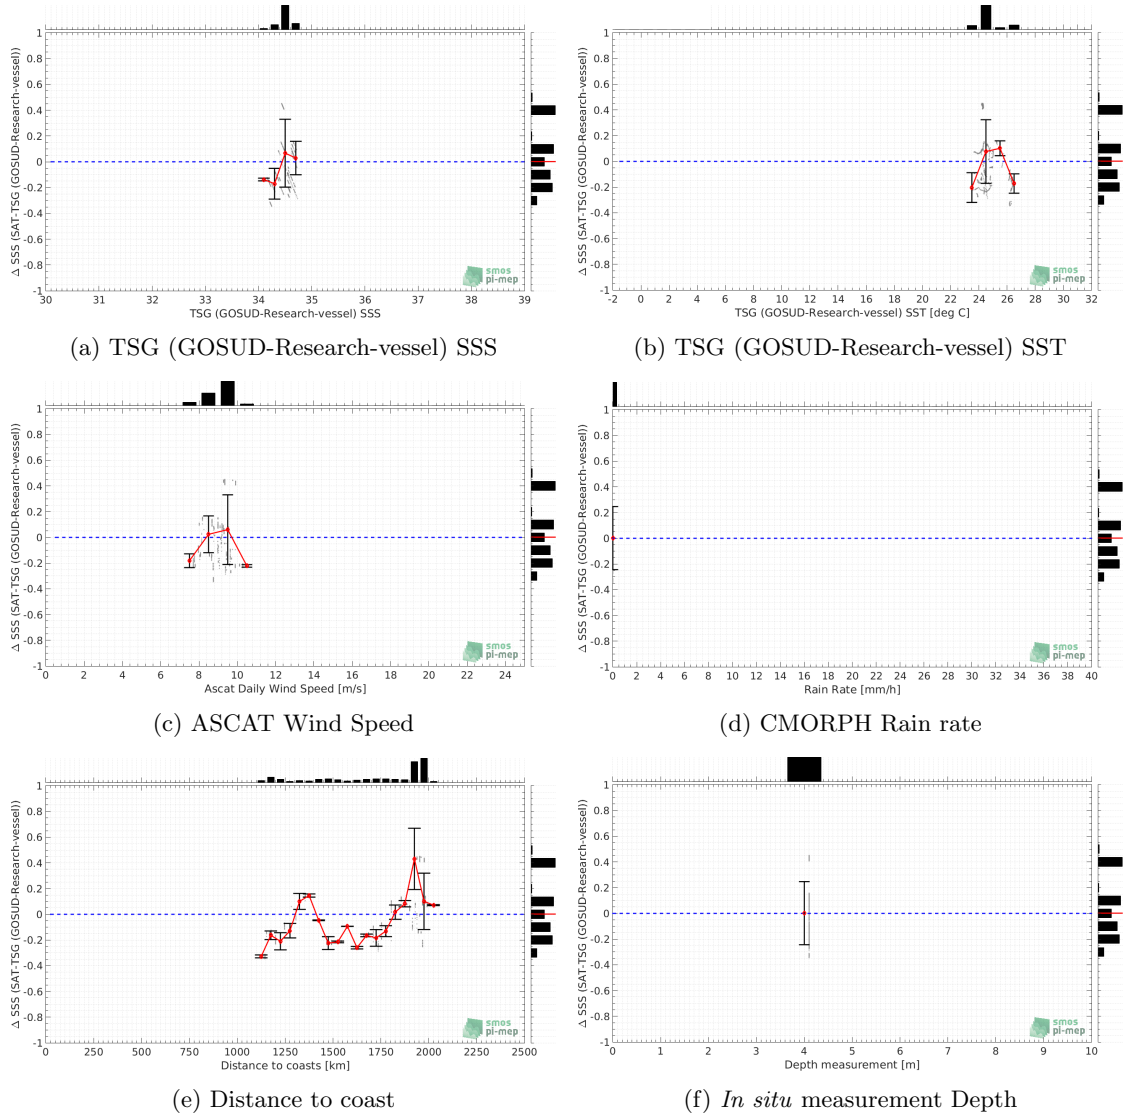 Δ SSS (SAT-TSG (GOSUD-Research-vessel))
1
0.8
0.6
0.4
0.2
0
-0.2
-0.4
-0.6
-0.8
-1
30 31 32 33 34 35 36 37 38 39
TSG (GOSUD-Research-vessel) SSS
smos
pi-mep
(a) TSG (GOSUD-Research-vessel) SSS
Δ SSS (SAT-TSG (GOSUD-Research-vessel))
1
0.8
0.6
0.4
0.2
0
-0.2
-0.4
-0.6
-0.8
-1
-2 0 2 4 6 8 10 12 14 16 18 20 22 24 26 28 30 32
TSG (GOSUD-Research-vessel) SST [deg C]
smos
pi-mep
(b) TSG (GOSUD-Research-vessel) SST
Δ SSS (SAT-TSG (GOSUD-Research-vessel))
1
0.8
0.6
0.4
0.2
0
-0.2
-0.4
-0.6
-0.8
-1
0 2 4 6 8 10 12 14 16 18 20 22 24
Ascat Daily Wind Speed [m/s]
smos
pi-mep
(c) ASCAT Wind Speed
Δ SSS (SAT-TSG (GOSUD-Research-vessel))
1
0.8
0.6
0.4
0.2
0
-0.2
-0.4
-0.6
-0.8
-1
0 2 4 6 8 10 12 14 16 18 20 22 24 26 28 30 32 34 36 38 40
Rain Rate [mm/h]
smos
pi-mep
(d) CMORPH Rain rate
Δ SSS (SAT-TSG (GOSUD-Research-vessel))
1
0.8
0.6
0.4
0.2
0
-0.2
-0.4
-0.6
-0.8
-1
0 250 500 750 1000 1250 1500 1750 2000 2250 2500
Distance to coasts [km]
smos
pi-mep
(e) Distance to coast
Δ SSS (SAT-TSG (GOSUD-Research-vessel))
1
0.8
0.6
0.4
0.2
0
-0.2
-0.4
-0.6
-0.8
-1
0 1 2 3 4 5 6 7 8 9 10
Depth measurement [m]
smos
pi-mep
(f) In situ measurement Depth